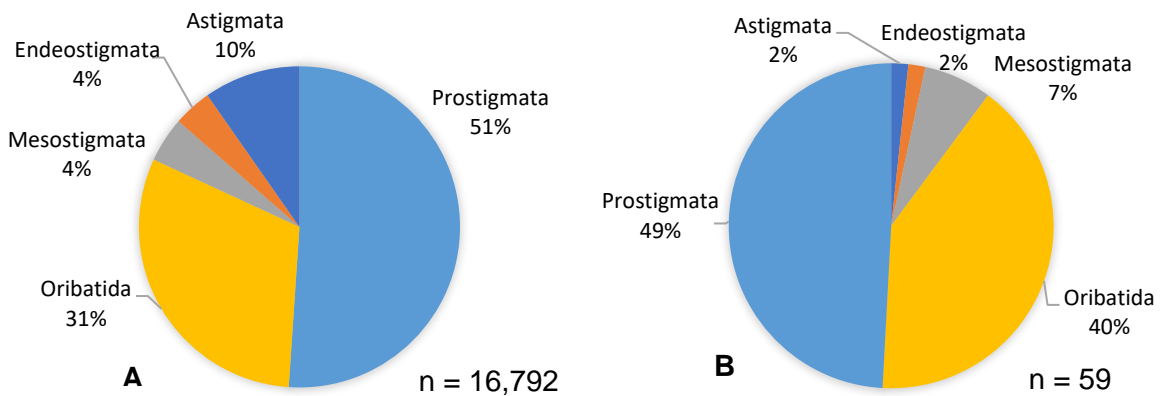 Astigmata
10%
Endeostigmata
4%
Prostigmata
51%
Mesostigmata
4%
Oribatida
31%
A
n = 16,792
Astigmata
2%
Endeostigmata
2%
Mesostigmata
7%
Prostigmata
49%
Oribatida
40%
B
n = 59